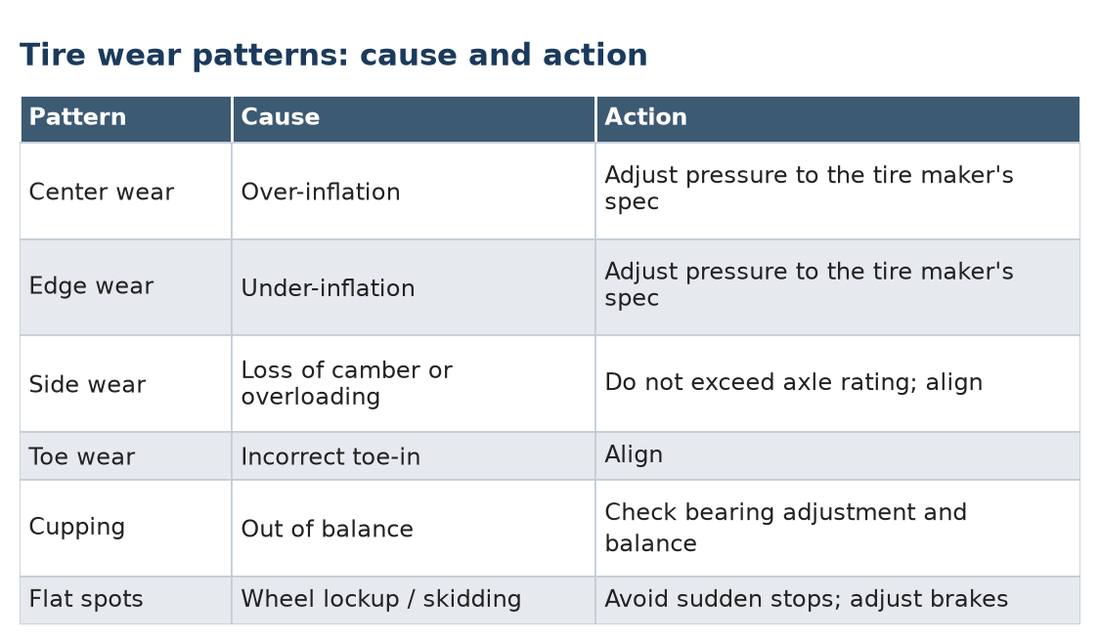 Tire wear patterns: cause and action
Pattern Cause Action
Center wear Over-inflation Adjust pressure to the tire maker's
spec
Edge wear Under-inflation Adjust pressure to the tire maker's
spec
Side wear Loss of camber or
overloading Do not exceed axle rating; align
Toe wear Incorrect toe-in Align
Cupping Out of balance Check bearing adjustment and
balance
Flat spots Wheel lockup / skidding Avoid sudden stops; adjust brakes